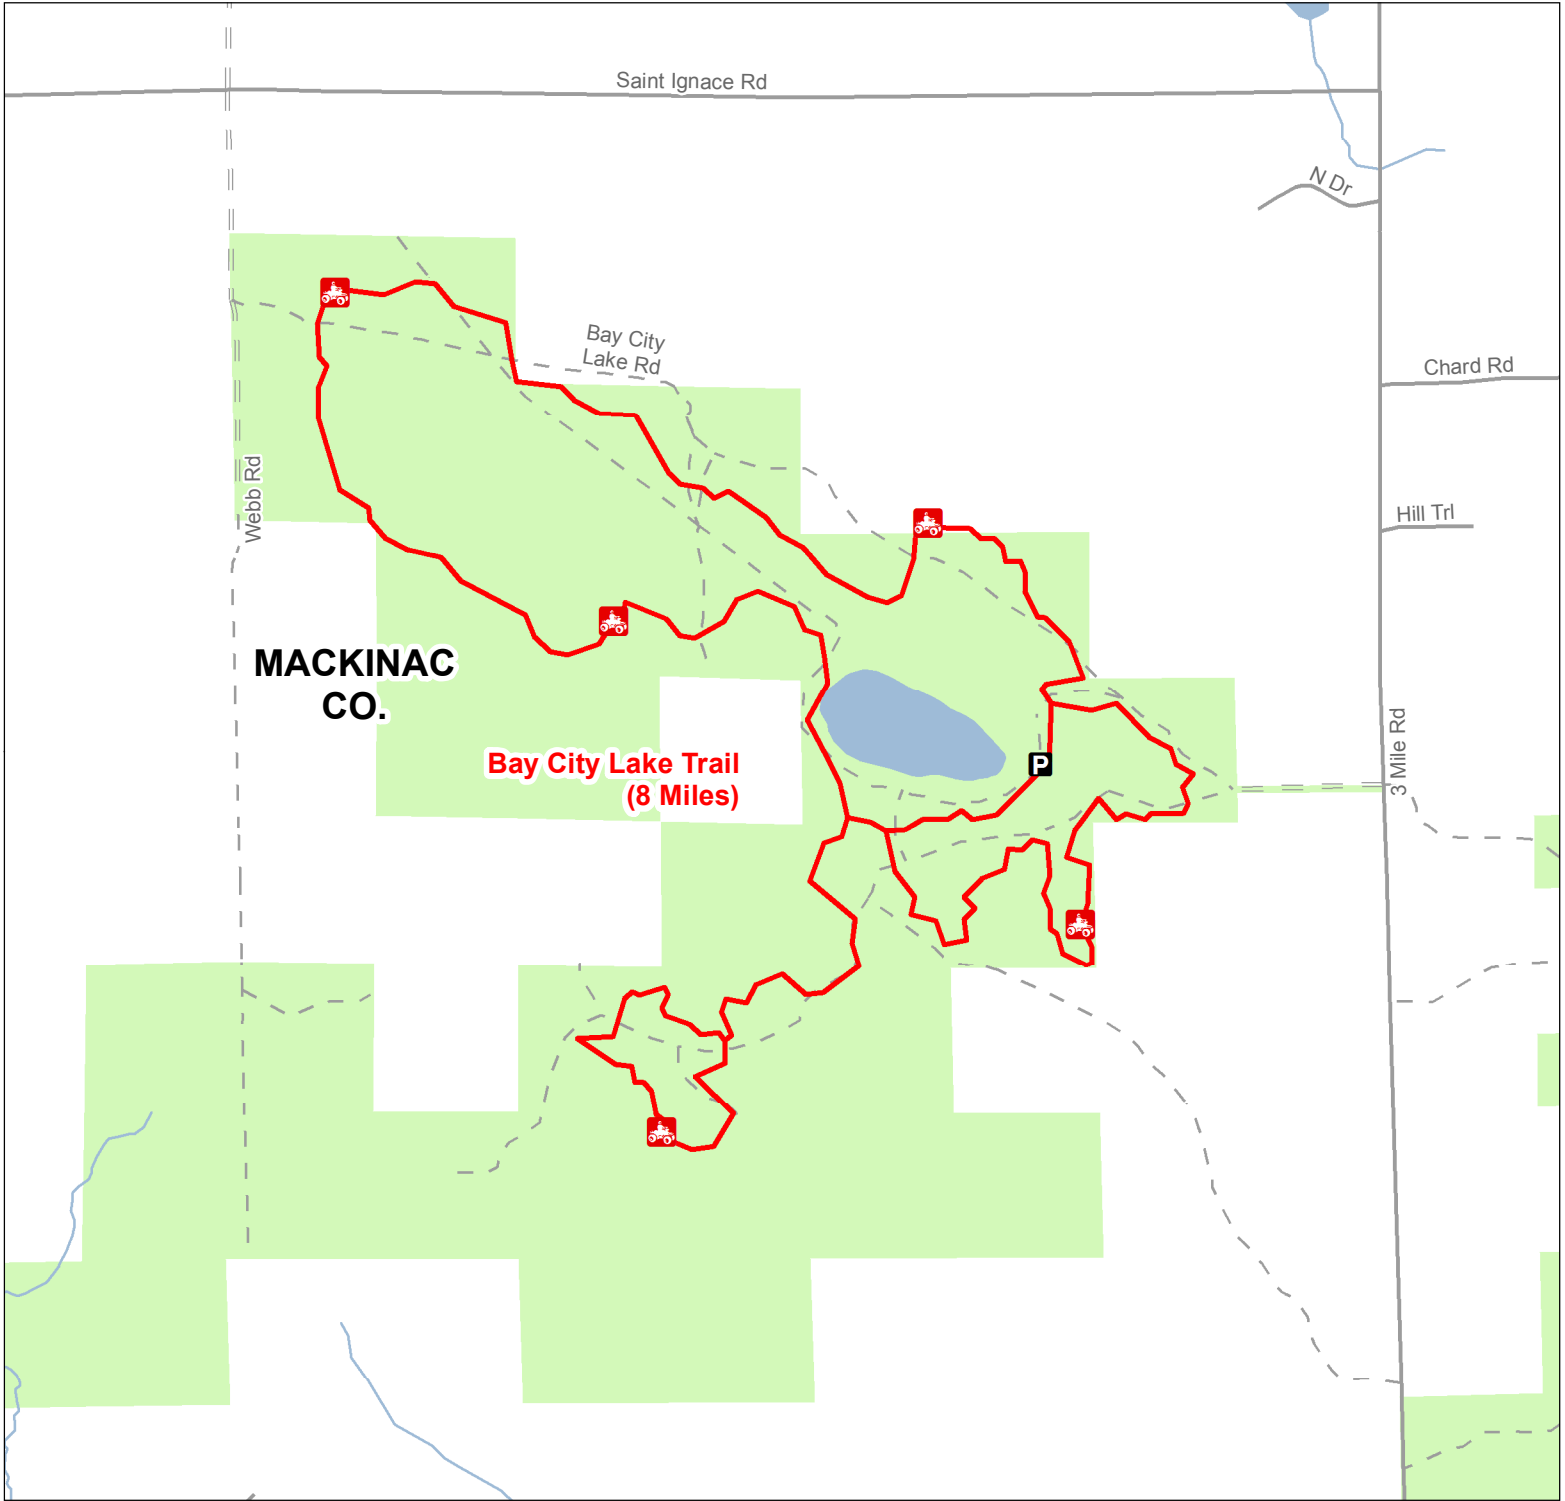 Saint Ignace Rd
N Dr
Bay City
Lake Rd
Chard Rd
Webb Rd
Hill Trl
MACKINAC
CO.
Bay City Lake Trail
(8 Miles)
P
3 Mile Rd